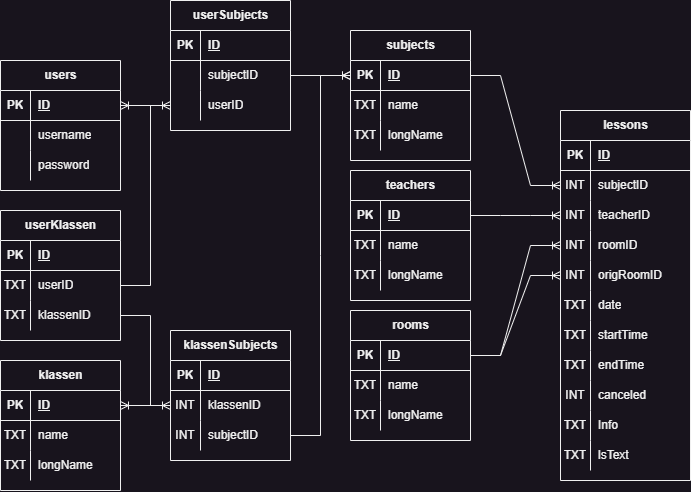 userSubjects
PK ID
subjectID
userID
users
PK ID
username
password
subjects
PK ID
TXT name
TXT longName
lessons
PK ID
INT subjectID
INT teacherID
INT roomID
INT origRoomID
TXT date
TXT startTime
TXT endTime
INT canceled
TXT Info
TXT lsText
teachers
PK ID
TXT name
TXT longName
userKlassen
PK ID
TXT userID
TXT klassenID
rooms
PK ID
TXT name
TXT longName
klassenSubjects
PK ID
INT klassenID
INT subjectID
klassen
PK ID
TXT name
TXT longName